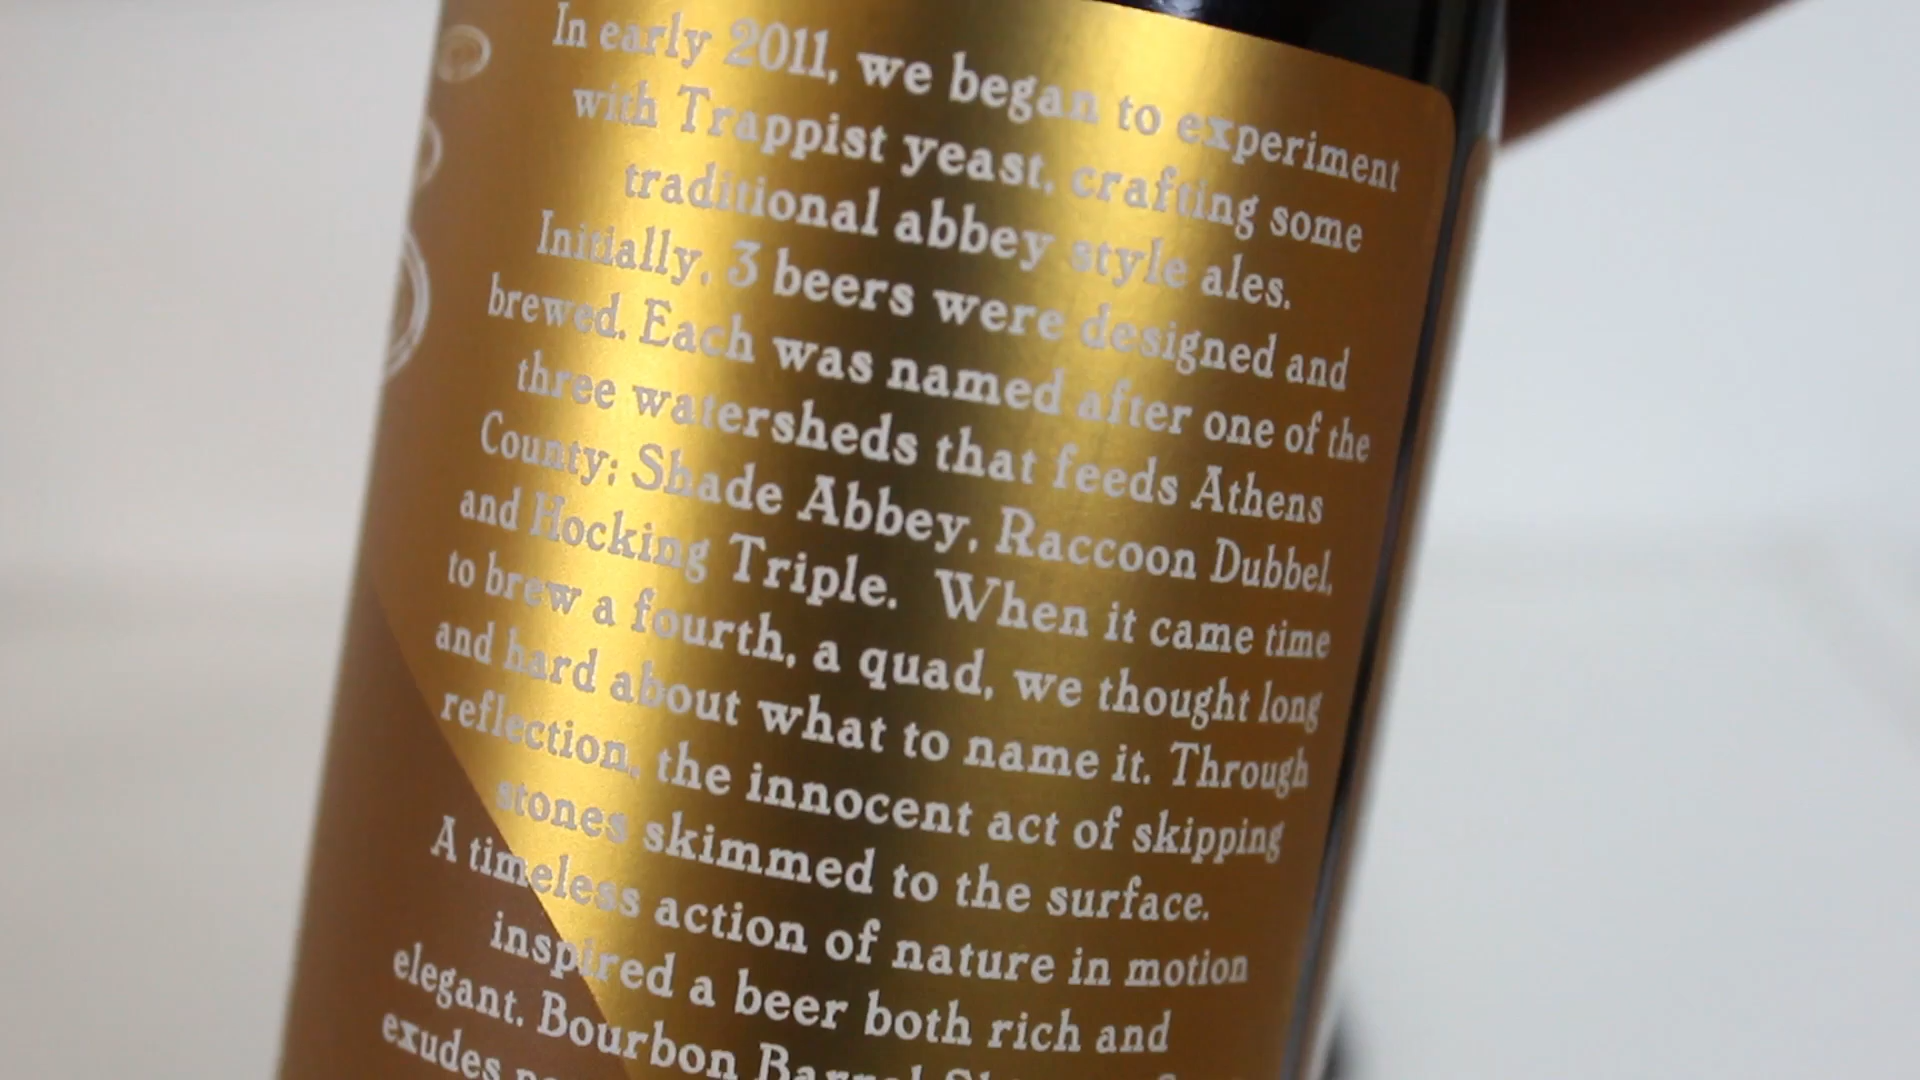 In early 2011, we began to experiment
with Trappist yeast, crafting some
traditional abbey style ales.
Initially, 3 beers were designed and
brewed. Each was named after one of the
three watersheds that feeds Athens
County; Shade Abbey, Raccoon Dubbel,
and Hocking Triple. When it came time
to brew a fourth, a quad, we thought long
and hard about what to name it. Through
reflection, the innocent act of skipping
stones skimmed to the surface.
A timeless action of nature in motion
inspired a beer both rich and
elegant. Bourbon Barrel
exudes